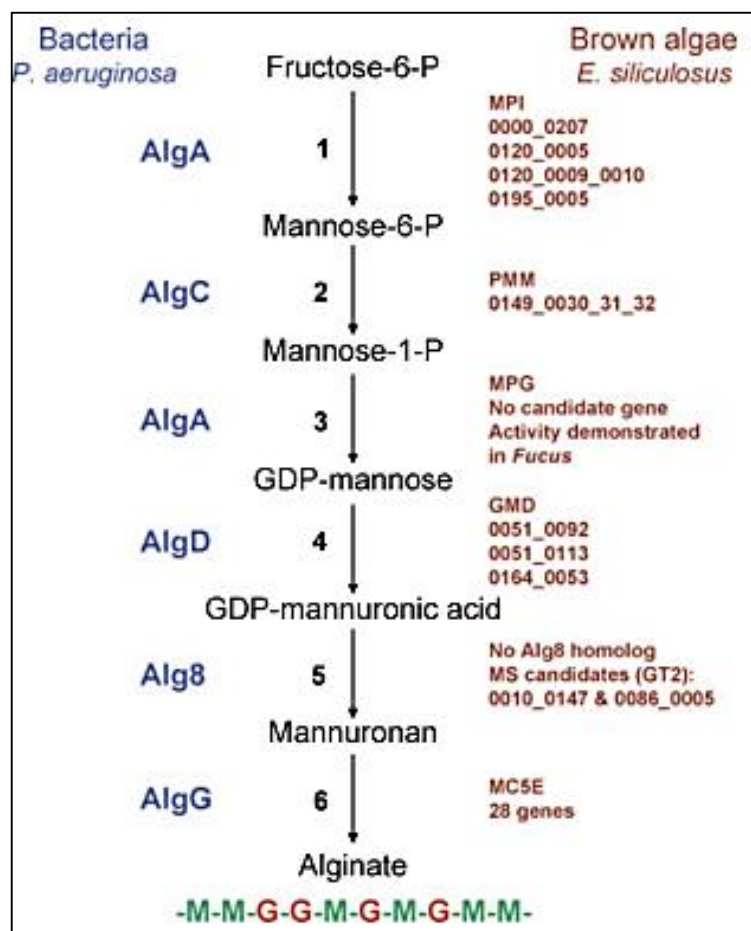 Bacteria
P. aeruginosa
Brown algae
E. siliculosus
Fructose-6-P
AlgA
1
MPI
0000_0207
0120_0005
0120_0009_0010
0195_0005
Mannose-6-P
AlgC
2
PMM
0149_0030_31_32
Mannose-1-P
AlgA
3
MPG
No candidate gene
Activity demonstrated
in Fucus
GDP-mannose
AlgD
4
GMD
0051_0092
0051_0113
0164_0053
GDP-mannuronic acid
Alg8
5
No Alg8 homolog
MS candidates (GT2):
0010_0147 & 0086_0005
Mannuronan
AlgG
6
MC5E
28 genes
Alginate
-M-M-G-G-M-G-M-G-M-M-